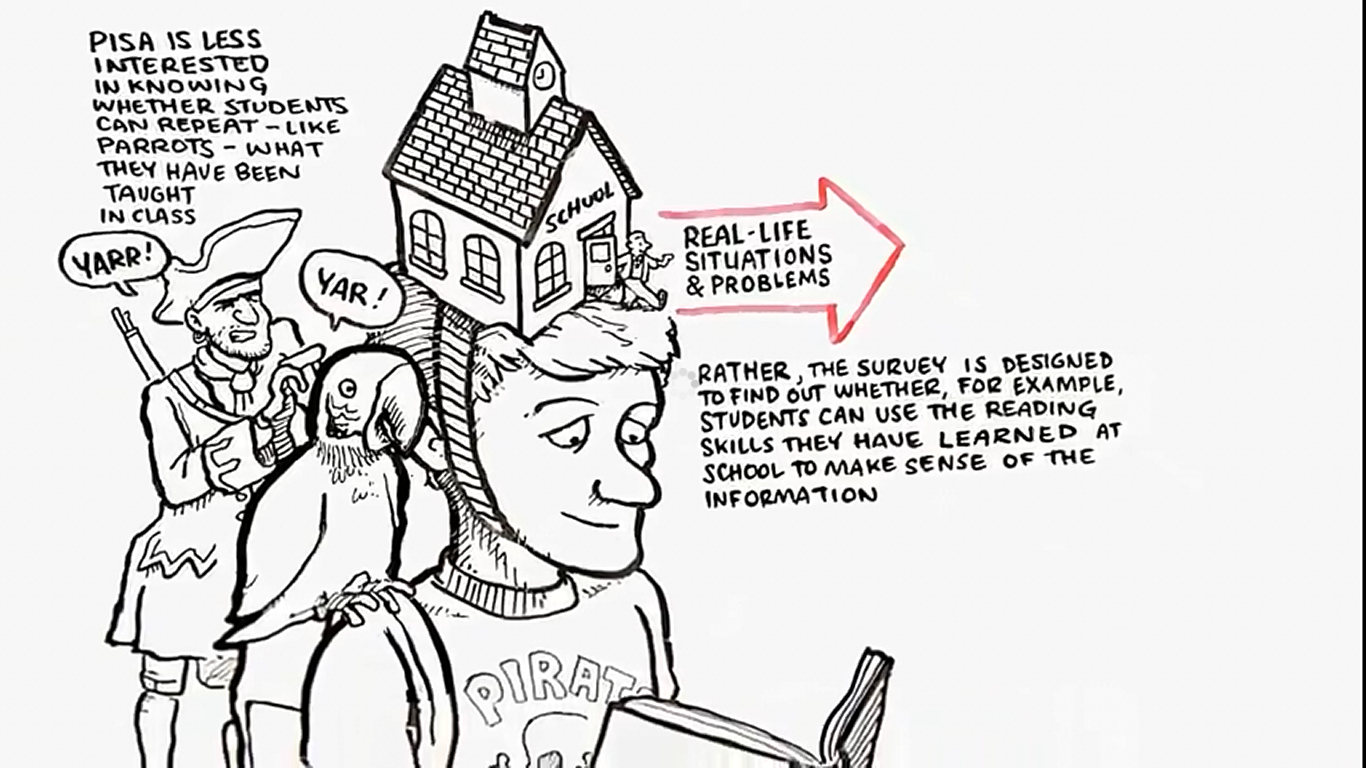 PISA IS LESS
INTERESTED
IN KNOWING
WHETHER STUDENTS
CAN REPEAT - LIKE
PARROTS - WHAT
THEY HAVE BEEN
TAUGHT
IN CLASS
YARR!
YAR!
SCHOOL
REAL-LIFE
SITUATIONS
& PROBLEMS
RATHER, THE SURVEY IS DESIGNED
TO FIND OUT WHETHER, FOR EXAMPLE,
STUDENTS CAN USE THE READING
SKILLS THEY HAVE LEARNED AT
SCHOOL TO MAKE SENSE OF THE
INFORMATION
PIRAT